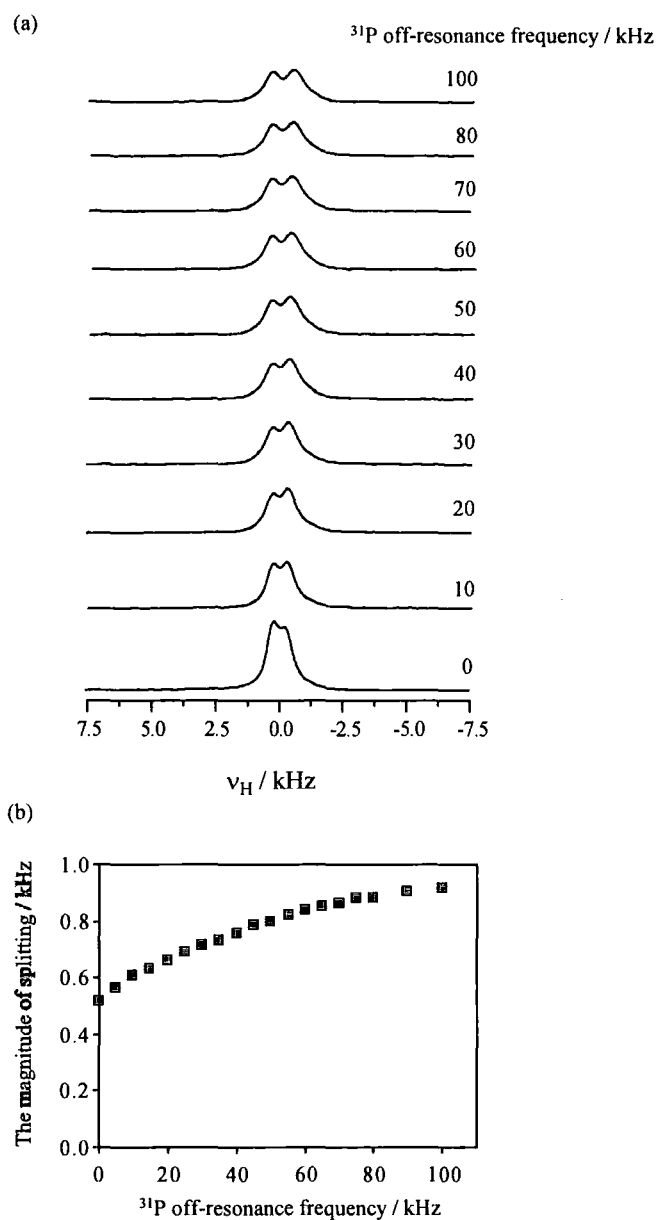 (a)
³¹P off-resonance frequency / kHz
100
80
70
60
50
40
30
20
10
0
7.5 5.0 2.5 0.0 -2.5 -5.0 -7.5
νH / kHz
(b)
The magnitude of splitting / kHz
1.0
0.8
0.6
0.4
0.2
0.0
0 20 40 60 80 100
³¹P off-resonance frequency / kHz